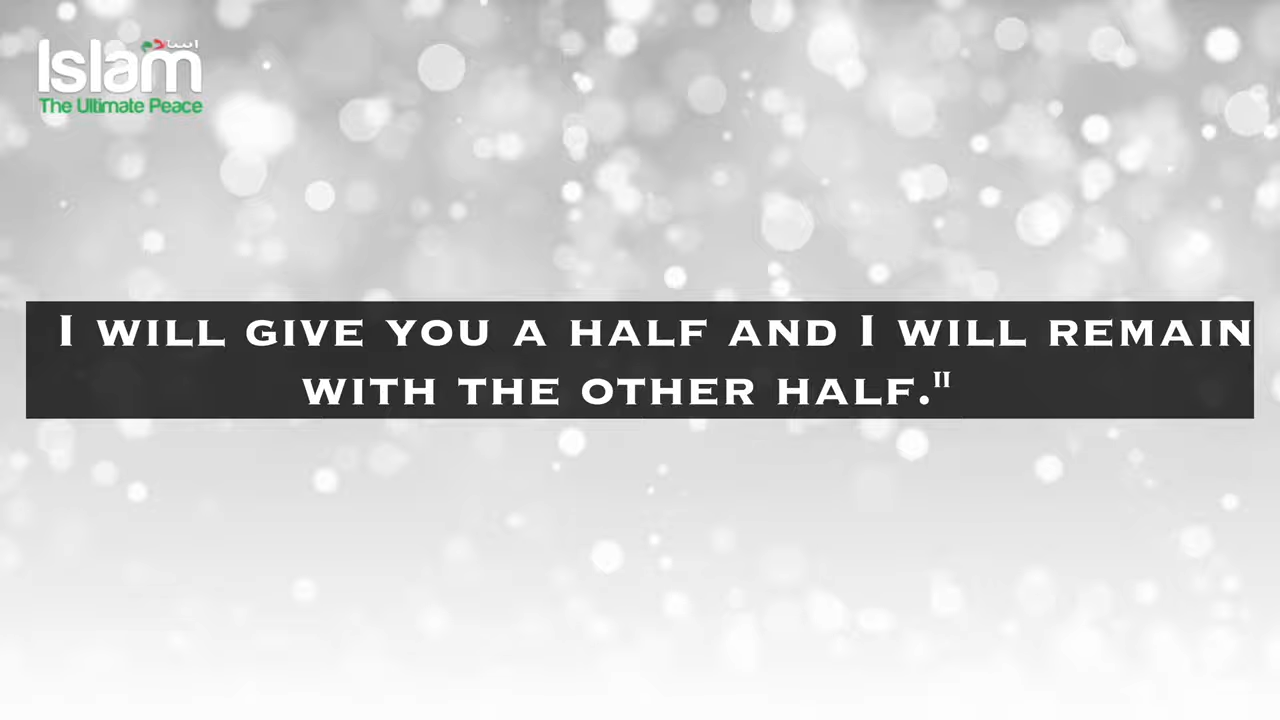 Islam
The Ultimate Peace
I WILL GIVE YOU A HALF AND I WILL REMAIN
WITH THE OTHER HALF."